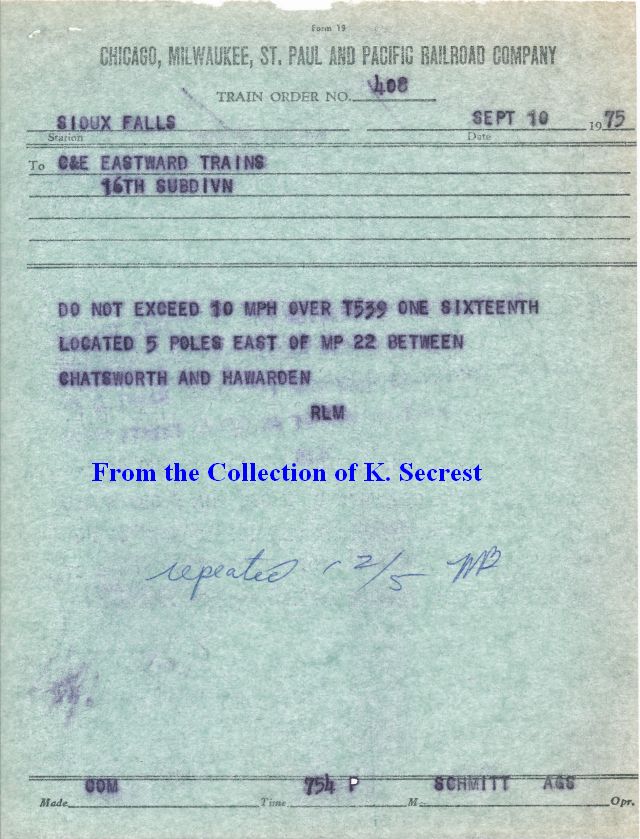 Form 19
CHICAGO, MILWAUKEE, ST. PAUL AND PACIFIC RAILROAD COMPANY
TRAIN ORDER NO. 408
SIOUX FALLS SEPT 10 1975
Station Date
To C&E EASTWARD TRAINS
16TH SUBDIVN
DO NOT EXCEED 10 MPH OVER T539 ONE SIXTEENTH
LOCATED 5 POLES EAST OF MP 22 BETWEEN
CHATSWORTH AND HAWARDEN
RLM
From the Collection of K. Secrest
repeated 12/5 MB
COM 754 P SCHMITT AGS
Made Time M. Opr.